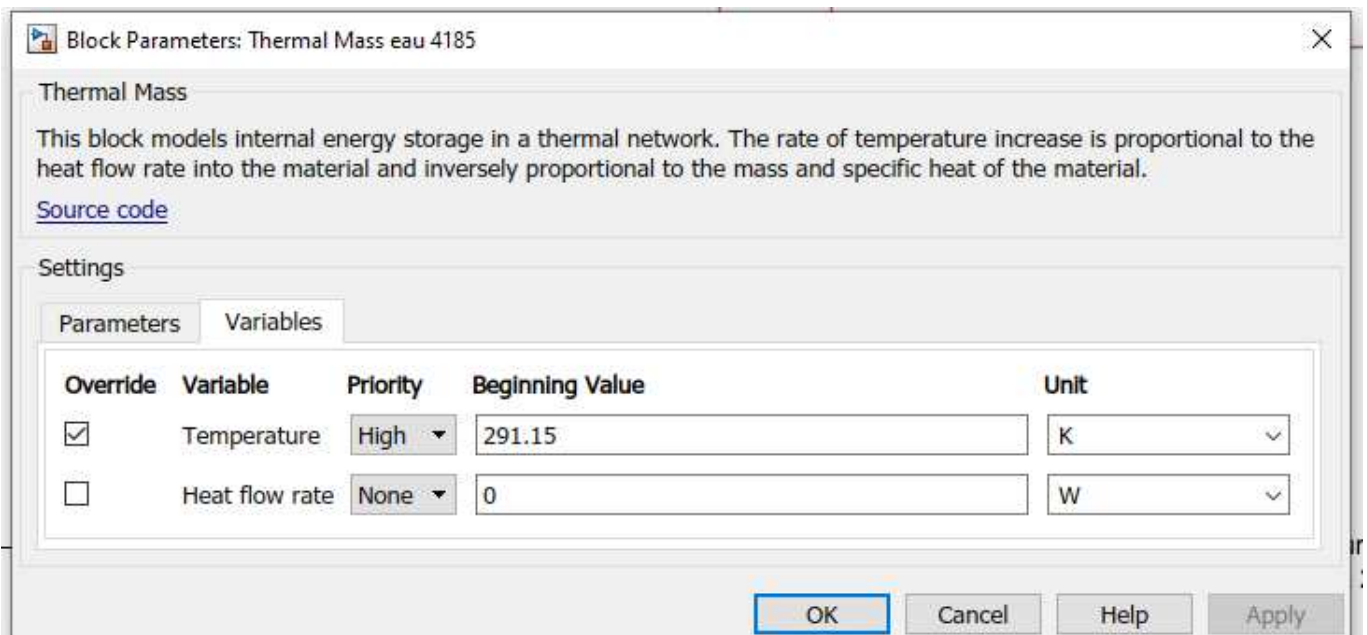 Block Parameters: Thermal Mass eau 4185
Thermal Mass
This block models internal energy storage in a thermal network. The rate of temperature increase is proportional to the
heat flow rate into the material and inversely proportional to the mass and specific heat of the material.
Source code
Settings
Parameters Variables
Override Variable Priority Beginning Value Unit
Temperature High 291.15 K
Heat flow rate None 0 W
OK Cancel Help Apply